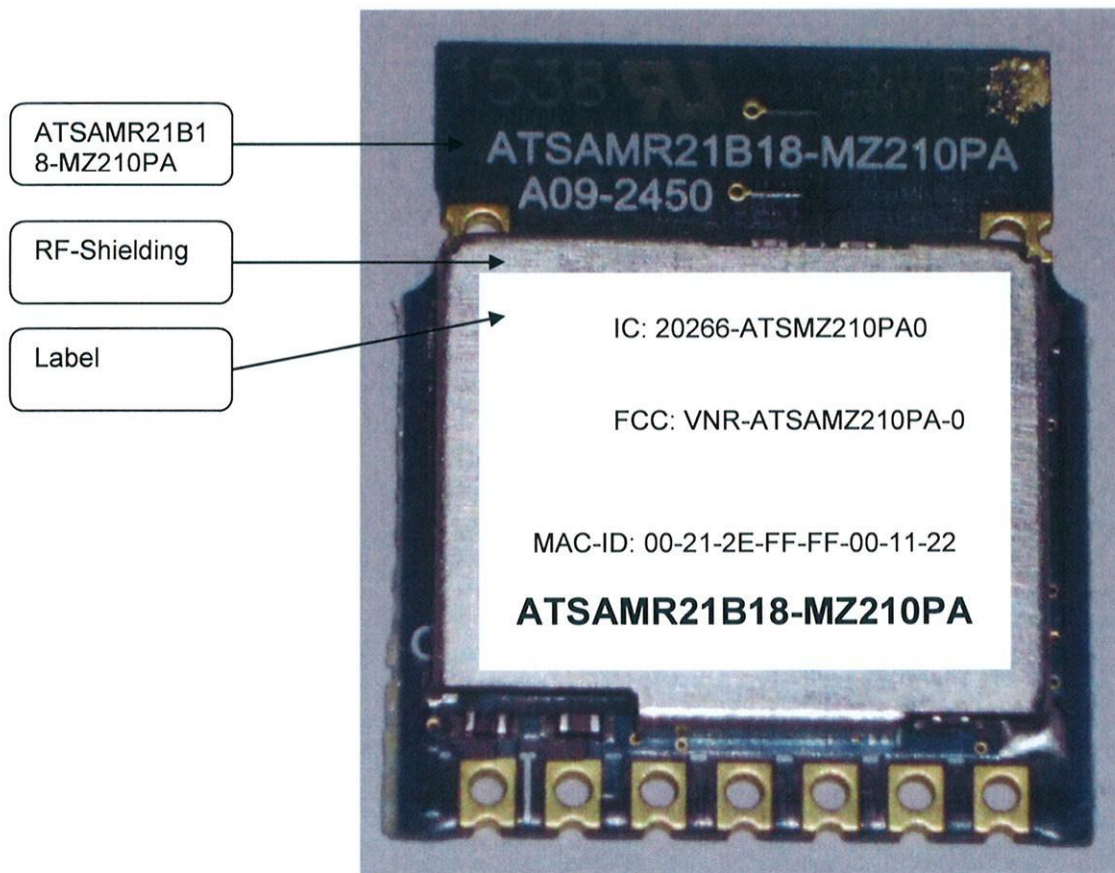 ATSAMR21B1
8-MZ210PA
RF-Shielding
Label
1538
ATSAMR21B18-MZ210PA
A09-2450
IC: 20266-ATSMZ210PA0
FCC: VNR-ATSAMZ210PA-0
MAC-ID: 00-21-2E-FF-FF-00-11-22
ATSAMR21B18-MZ210PA